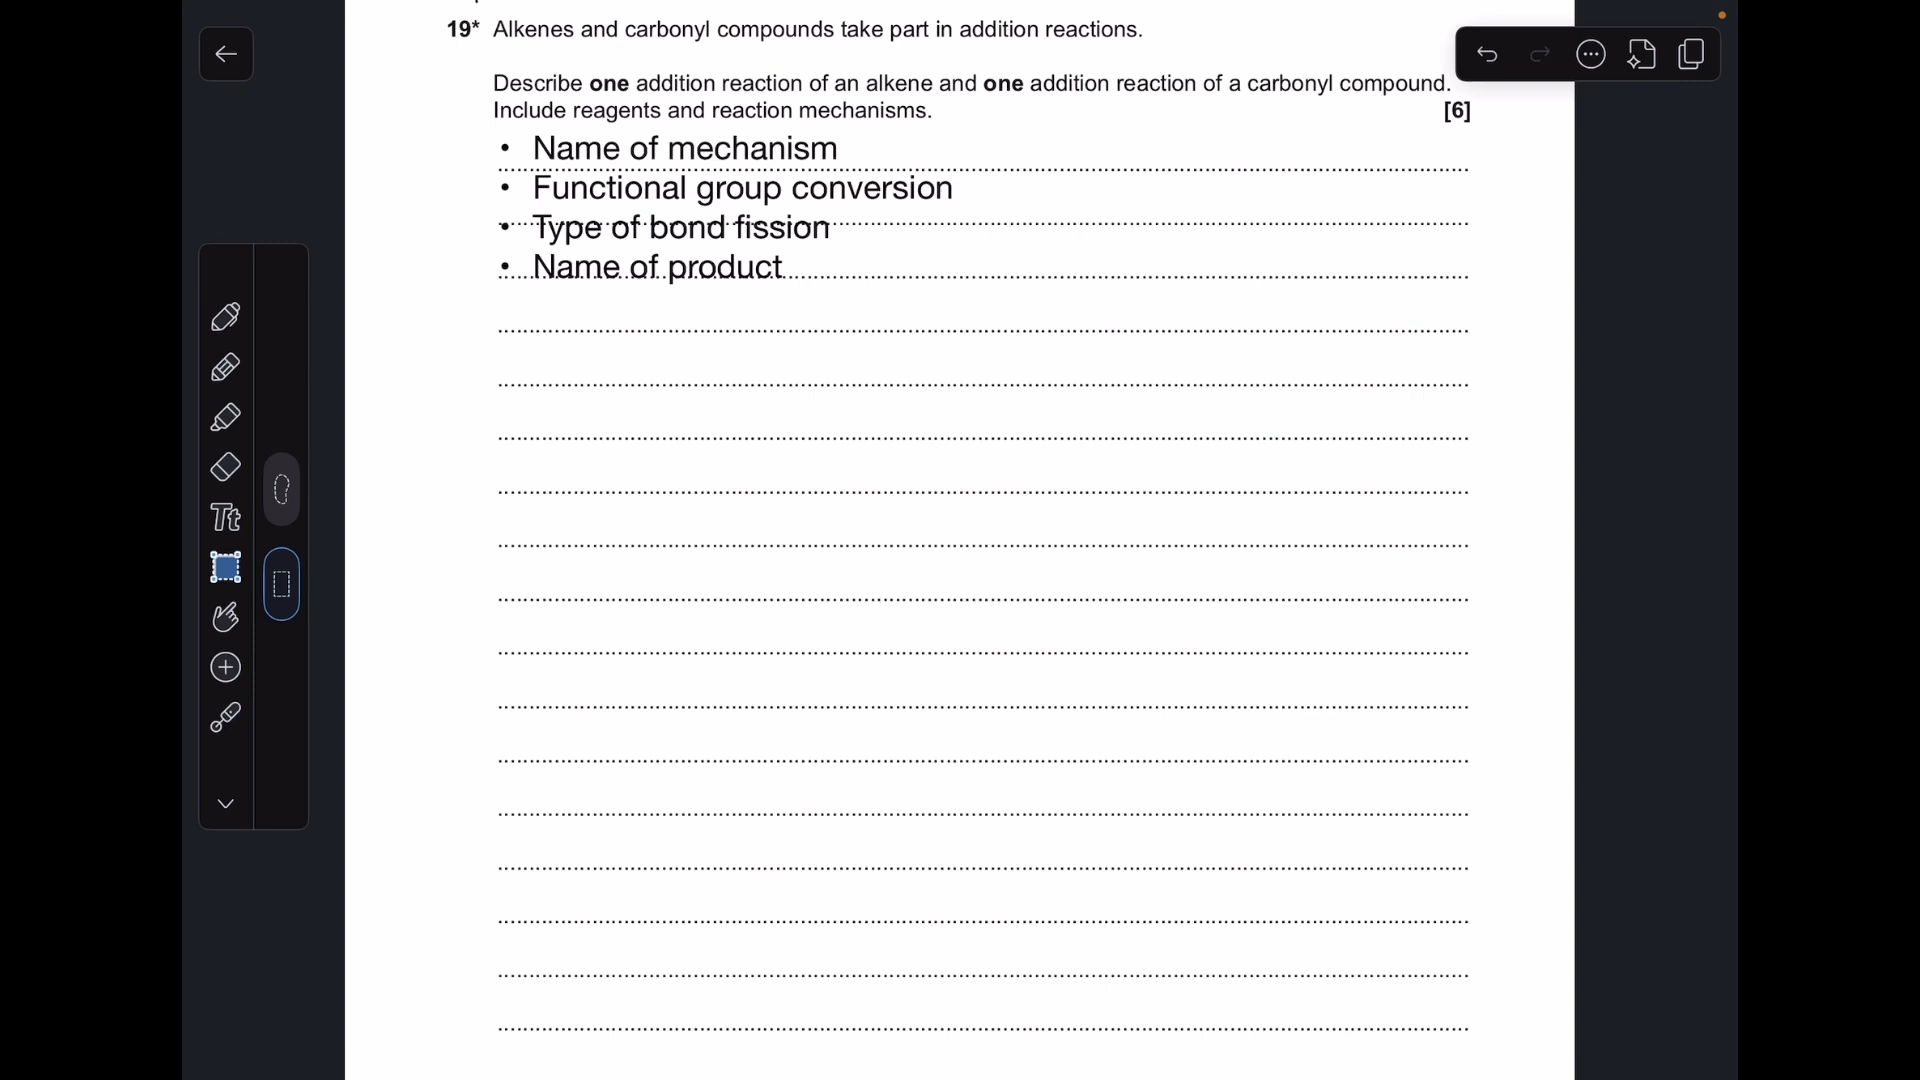 19* Alkenes and carbonyl compounds take part in addition reactions.
Describe one addition reaction of an alkene and one addition reaction of a carbonyl compound.
Include reagents and reaction mechanisms. [6]
• Name of mechanism
• Functional group conversion
• Type of bond fission
• Name of product
Tt